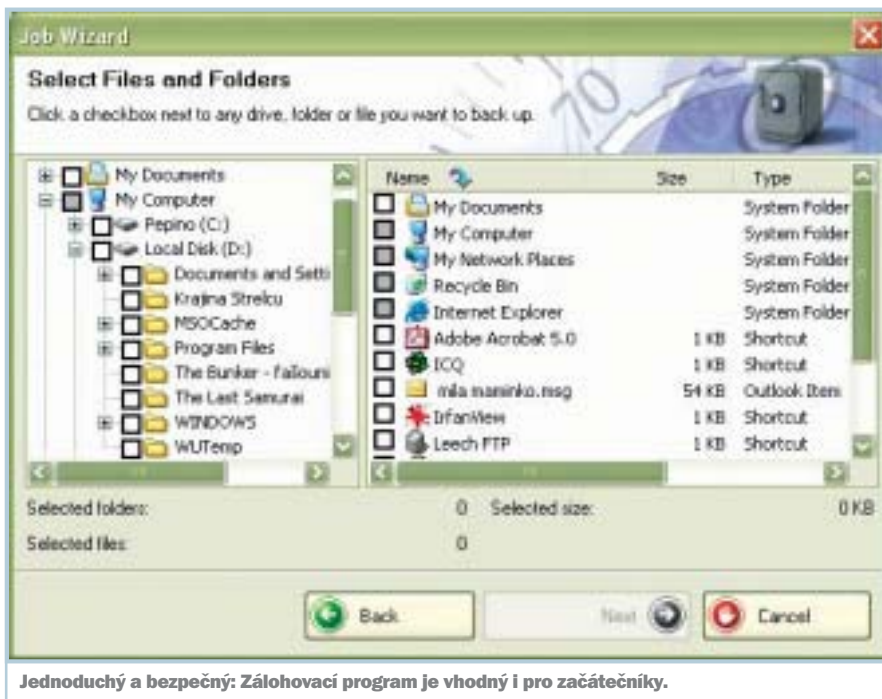 Job Wizard
Select Files and Folders
Click a checkbox next to any drive, folder or file you want to back up.
My Documents
My Computer
Pepino (C:)
Local Disk (D:)
Documents and Setti
Krajina Strelcu
MSOCache
Program Files
The Bunker -
The Last Samurai
WINDOWS
WUTemp
Name Size Type
My Documents System Folder
My Computer System Folder
My Network Places System Folder
Recycle Bin System Folder
Internet Explorer System Folder
Adobe Acrobat 5.0 1 KB Shortcut
ICQ 1 KB Shortcut
mila maminko.msg 54 KB Outlook Item
IrfanView 1 KB Shortcut
Leech FTP 1 KB Shortcut
Selected folders: 0 Selected size: 0 KB
Selected files: 0
Back Next Cancel
70
Jednoduchý a bezpečný: Zálohovací program je vhodný i pro začátečníky.